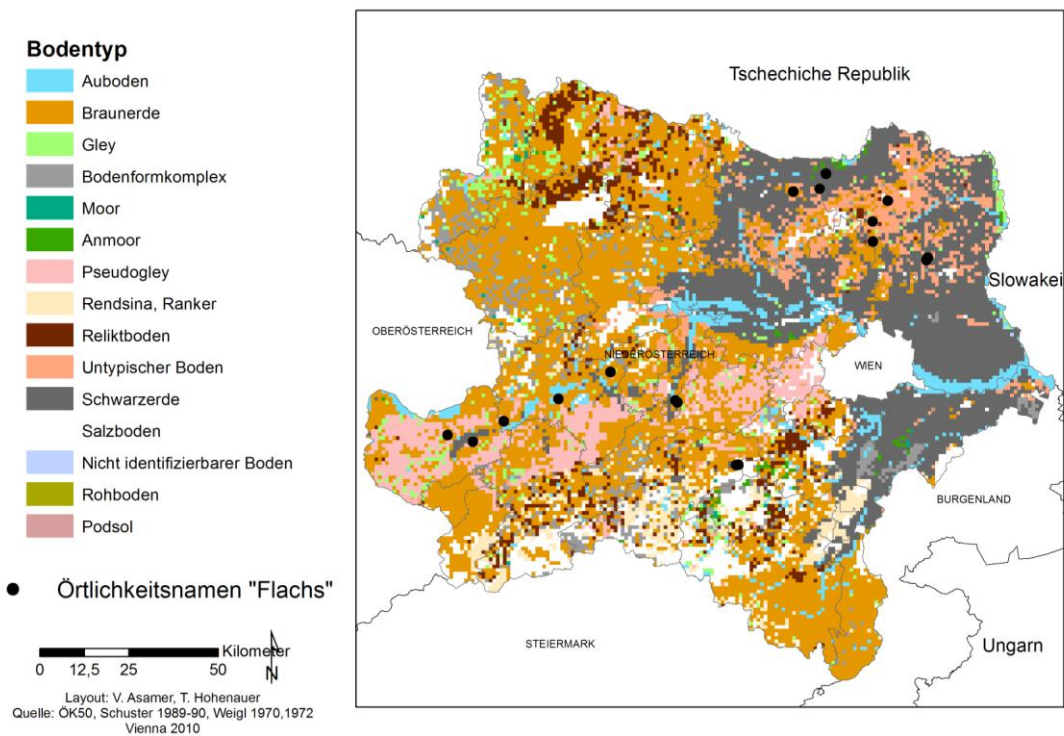 Bodentyp
Auboden
Braunerde
Gley
Bodenformkomplex
Moor
Anmoor
Pseudogley
Rendsina, Ranker
Reliktboden
Untypischer Boden
Schwarzerde
Salzboden
Nicht identifizierbarer Boden
Rohboden
Podsol
Örtlichkeitsnamen "Flachs"
Kilometer
0 12,5 25 50
N
Layout: V. Asamer, T. Hohenauer
Quelle: ÖK50, Schuster 1989-90, Weigl 1970,1972
Vienna 2010
Tschechiche Republik
Slowakei
OBERÖSTERREICH
NIEDERÖSTERREICH
WIEN
BURGENLAND
STEIERMARK
Ungarn